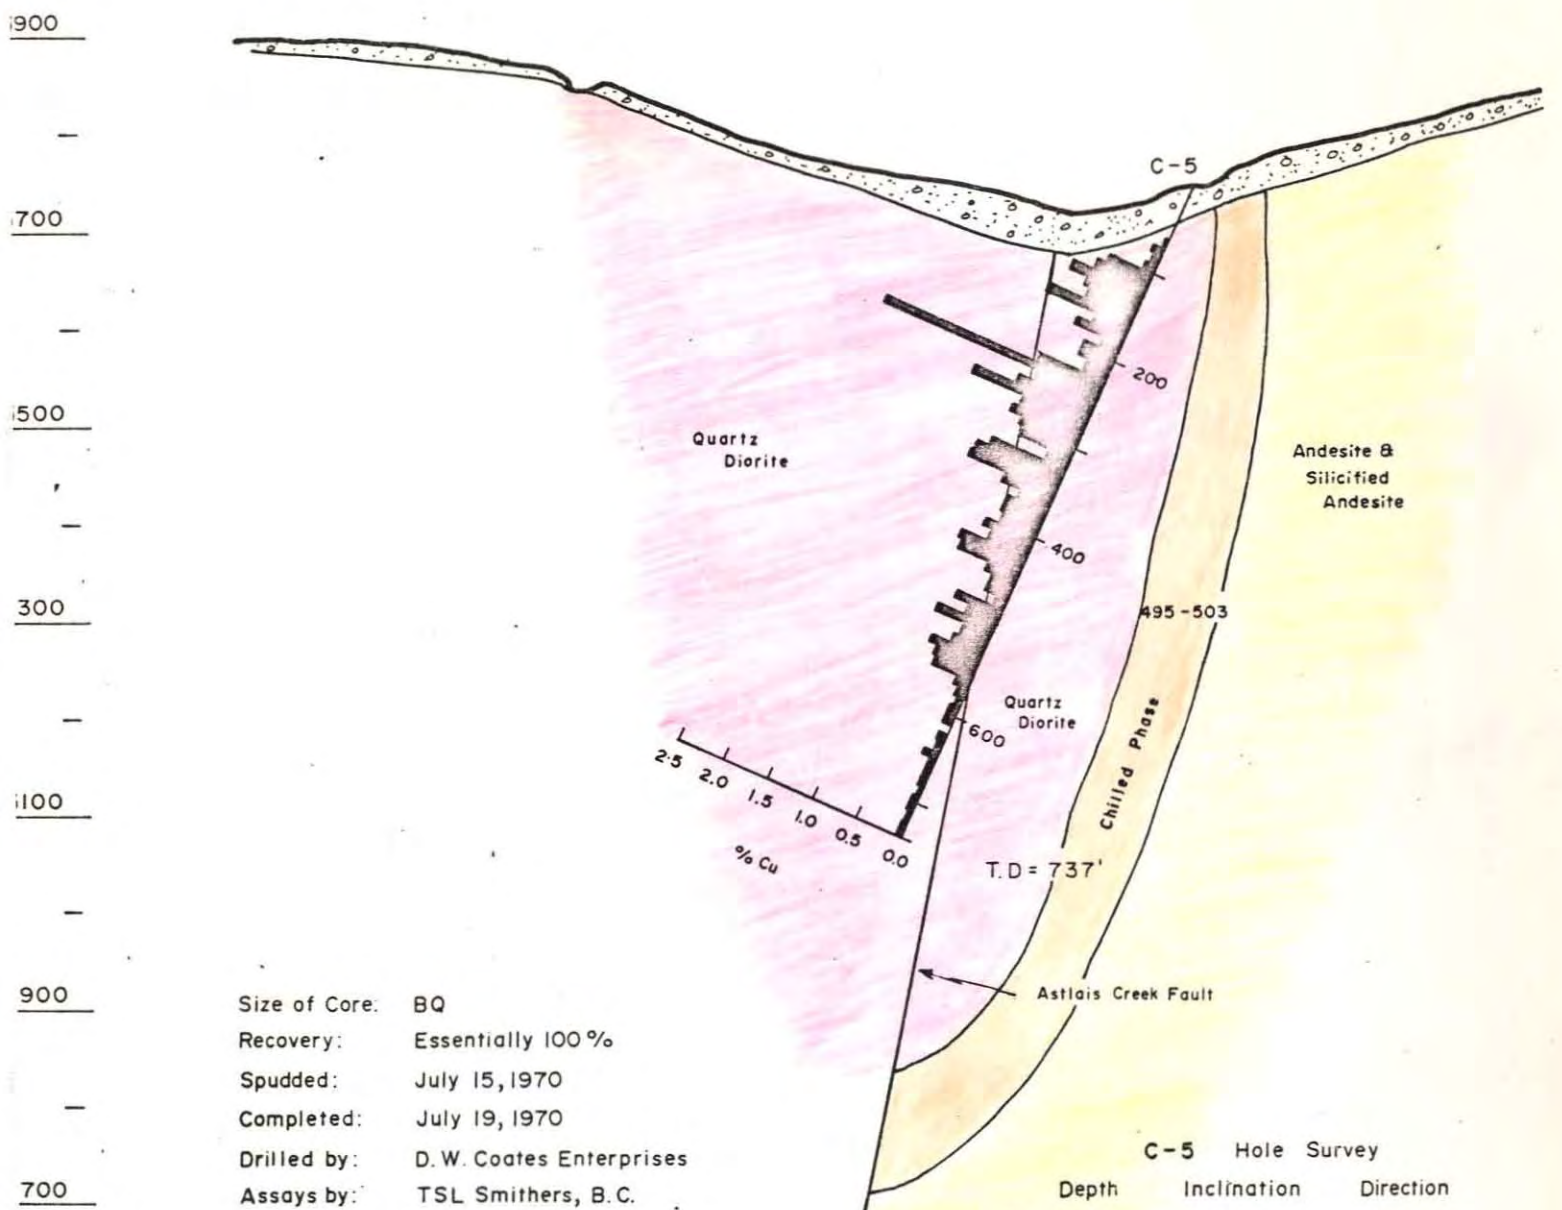 900
C-5
700
200
500
Quartz
Diorite
Andesite &
Silicified
Andesite
400
300
495-503
Quartz
Diorite
600
Chilled Phase
2.5 2.0 1.5 1.0 0.5 0.0
% Cu
100
T.D = 737'
Astlais Creek Fault
900
Size of Core: BQ
Recovery: Essentially 100%
Spudded: July 15, 1970
Completed: July 19, 1970
Drilled by: D.W. Coates Enterprises
Assays by: TSL Smithers, B.C.
700
C-5 Hole Survey
Depth Inclination Direction